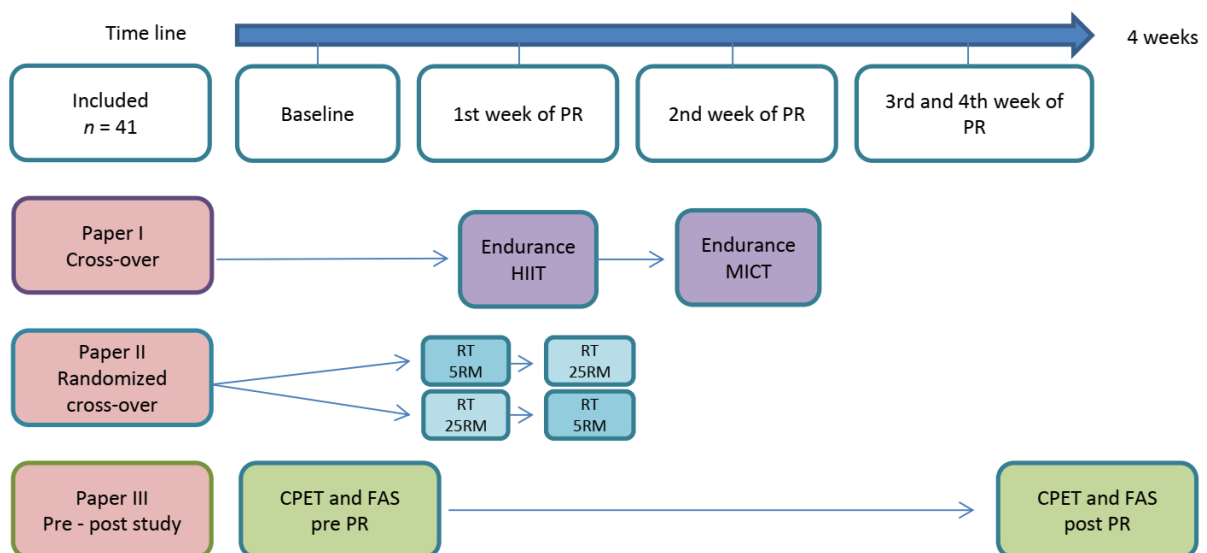 Time line
4 weeks
Included
n = 41
Baseline
1st week of PR
2nd week of PR
3rd and 4th week of
PR
Paper I
Cross-over
Endurance
HIIT
Endurance
MICT
Paper II
Randomized
cross-over
RT
5RM
RT
25RM
RT
25RM
RT
5RM
Paper III
Pre - post study
CPET and FAS
pre PR
CPET and FAS
post PR